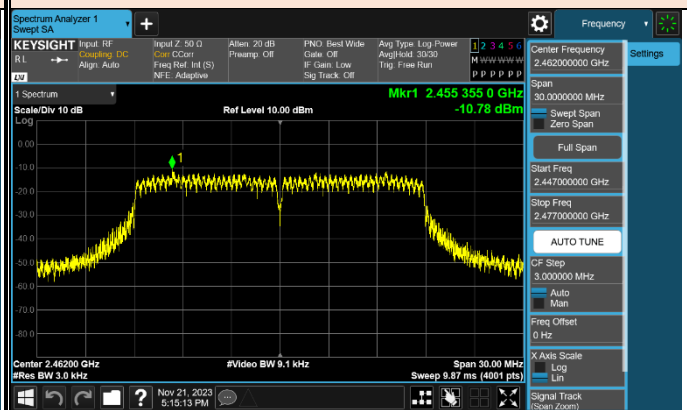 Spectrum Analyzer 1
Swept SA
+
Frequency
KEYSIGHT
Input: RF
Input Z: 50 Ω
Atten: 20 dB
PNO: Best Wide
Avg Type: Log-Power
1 2 3 4 5 6
R L
Coupling: DC
Corr CCorr
Preamp: Off
Gate: Off
Avg|Hold: 30/30
M W W W W W
Align: Auto
Freq Ref: Int (S)
IF Gain: Low
Trig: Free Run
NFE: Adaptive
Sig Track: Off
P P P P P P
LXI
1 Spectrum
Mkr1 2.455 355 0 GHz
Scale/Div 10 dB
Ref Level 10.00 dBm
-10.78 dBm
Log
1
0.00
-10.0
-20.0
-30.0
-40.0
-50.0
-60.0
-70.0
-80.0
Center 2.46200 GHz
#Video BW 9.1 kHz
Span 30.00 MHz
#Res BW 3.0 kHz
Sweep 9.87 ms (4001 pts)
Nov 21, 2023
5:15:13 PM
?
Center Frequency
2.462000000 GHz
Settings
Span
30.0000000 MHz
Swept Span
Zero Span
Full Span
Start Freq
2.447000000 GHz
Stop Freq
2.477000000 GHz
AUTO TUNE
CF Step
3.000000 MHz
Auto
Man
Freq Offset
0 Hz
X Axis Scale
Log
Lin
Signal Track
(Span Zoom)